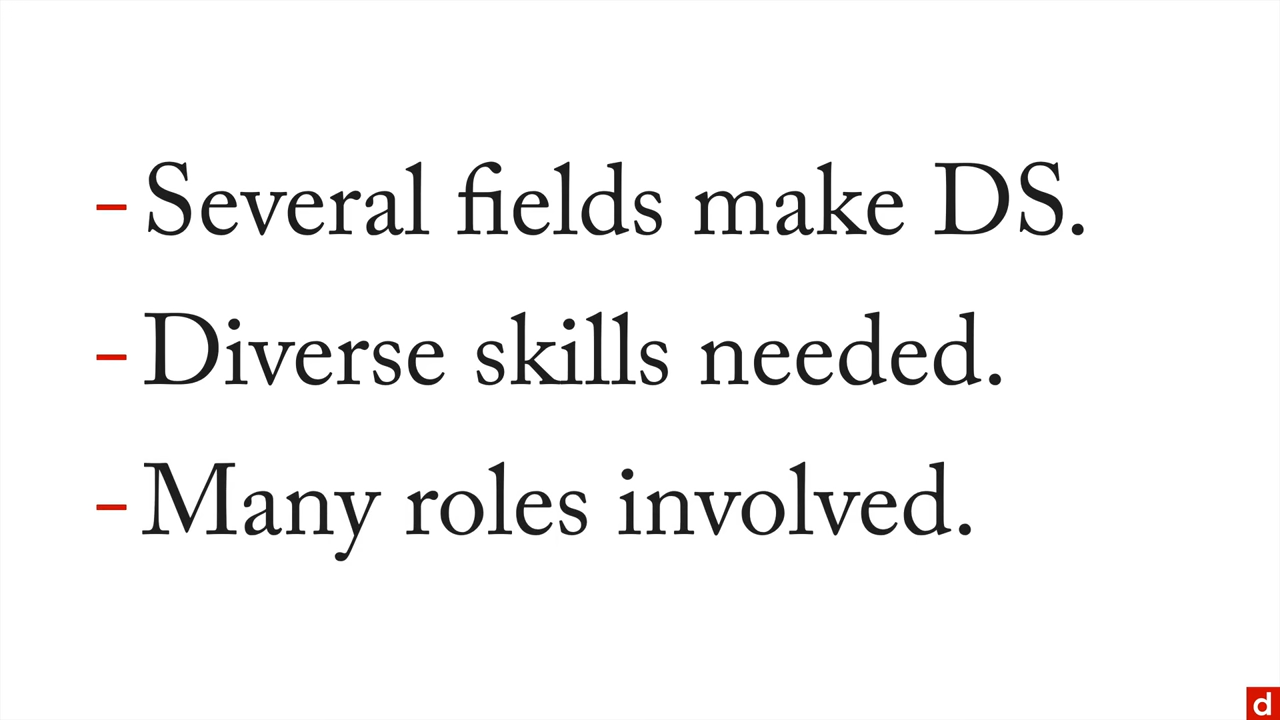 - Several fields make DS.
- Diverse skills needed.
- Many roles involved.
d